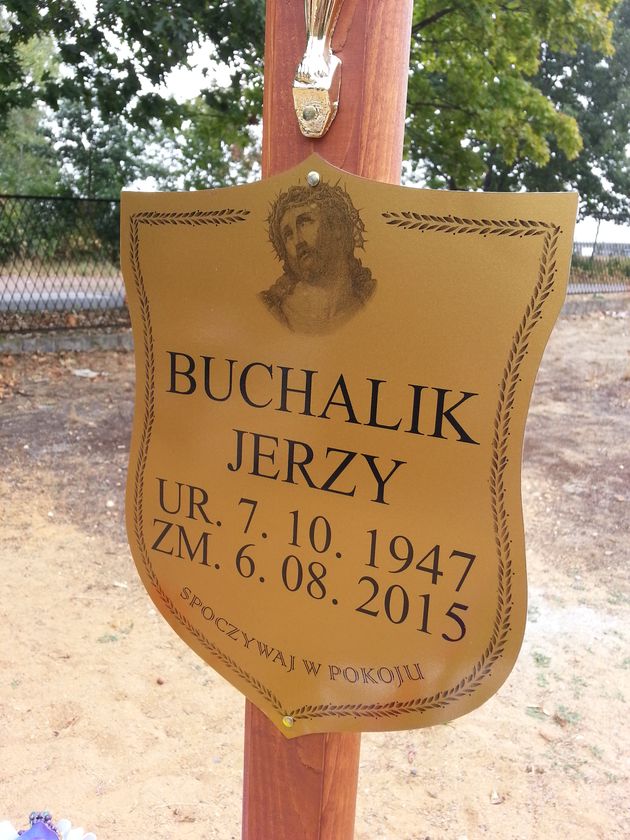 BUCHALIK
JERZY
UR. 7. 10. 1947
ZM. 6. 08. 2015
SPOCZYWAJ W POKOJU